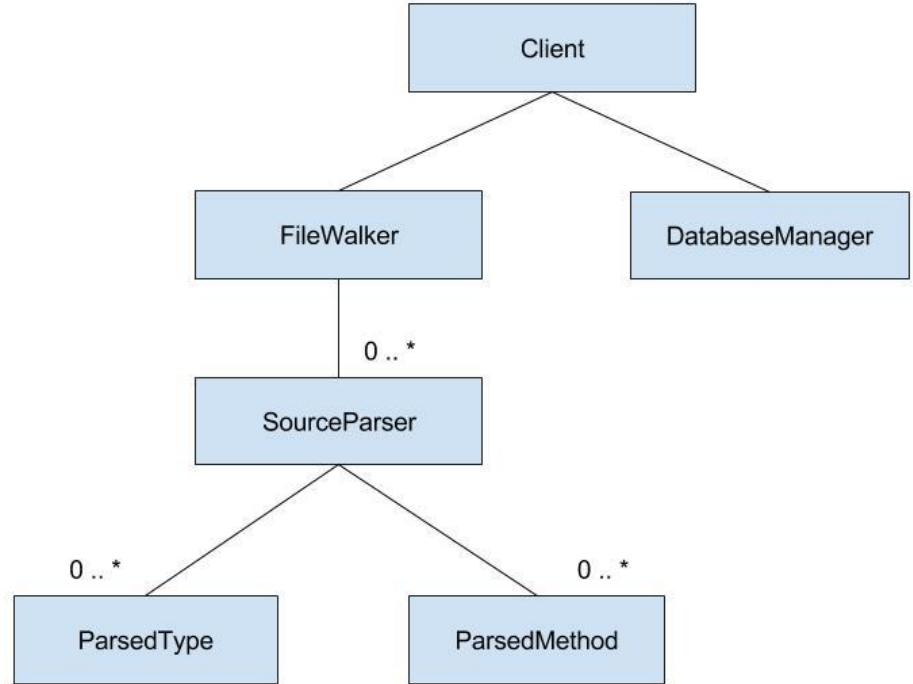 Client
FileWalker
DatabaseManager
0 .. *
SourceParser
0 .. *
0 .. *
ParsedType
ParsedMethod